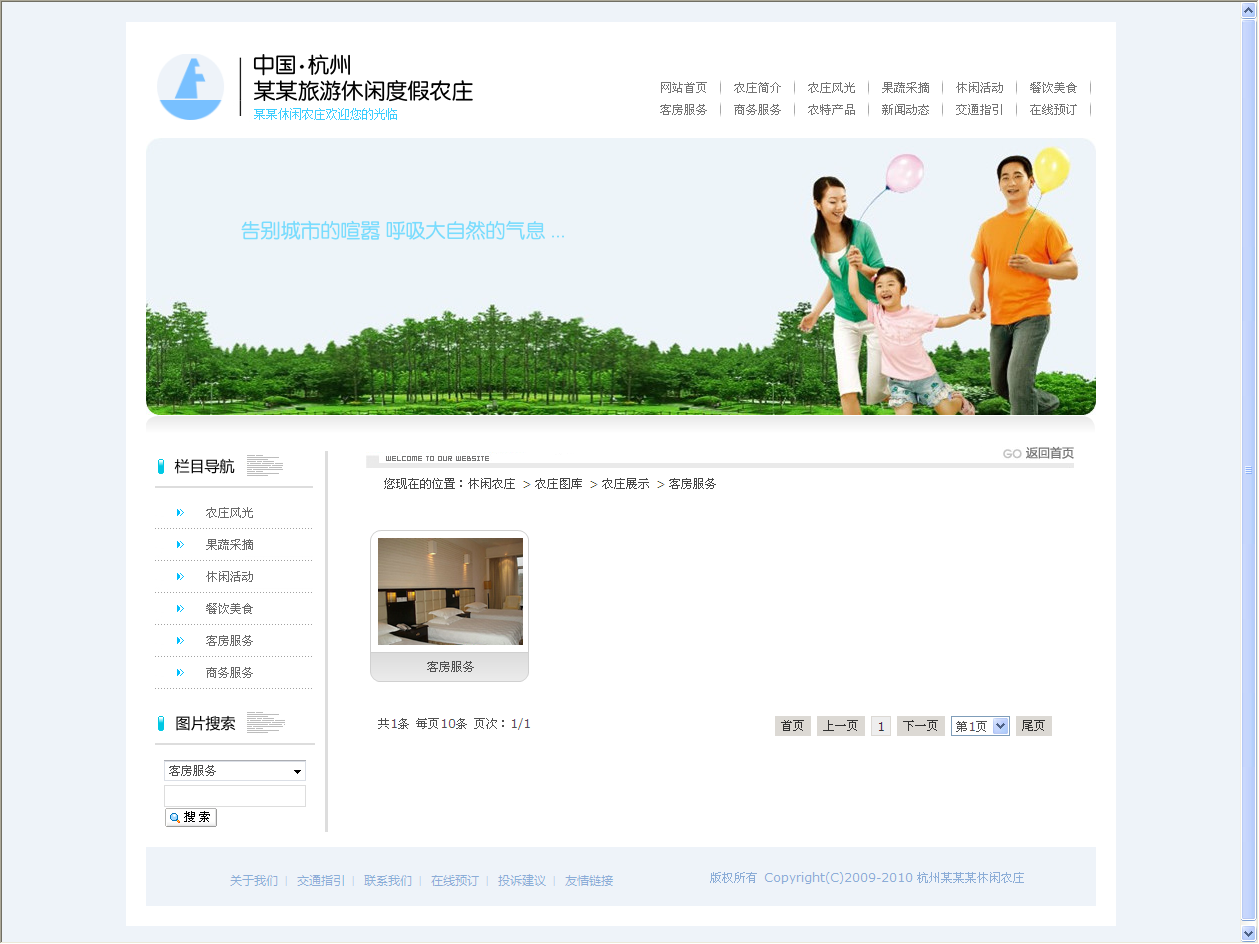 中国·杭州
某某旅游休闲度假农庄
某某休闲农庄欢迎您的光临
网站首页 农庄简介 农庄风光 果蔬采摘 休闲活动 餐饮美食
客房服务 商务服务 农特产品 新闻动态 交通指引 在线预订
告别城市的喧嚣 呼吸大自然的气息 ...
栏目导航
农庄风光
果蔬采摘
休闲活动
餐饮美食
客房服务
商务服务
图片搜索
客房服务
搜 索
WELCOME TO OUR WEBSITE
GO 返回首页
您现在的位置：休闲农庄 > 农庄图库 > 农庄展示 > 客房服务
客房服务
共1条 每页10条 页次：1/1
首页 上一页 1 下一页 第1页 尾页
关于我们 | 交通指引 | 联系我们 | 在线预订 | 投诉建议 | 友情链接
版权所有 Copyright(C)2009-2010 杭州某某某休闲农庄